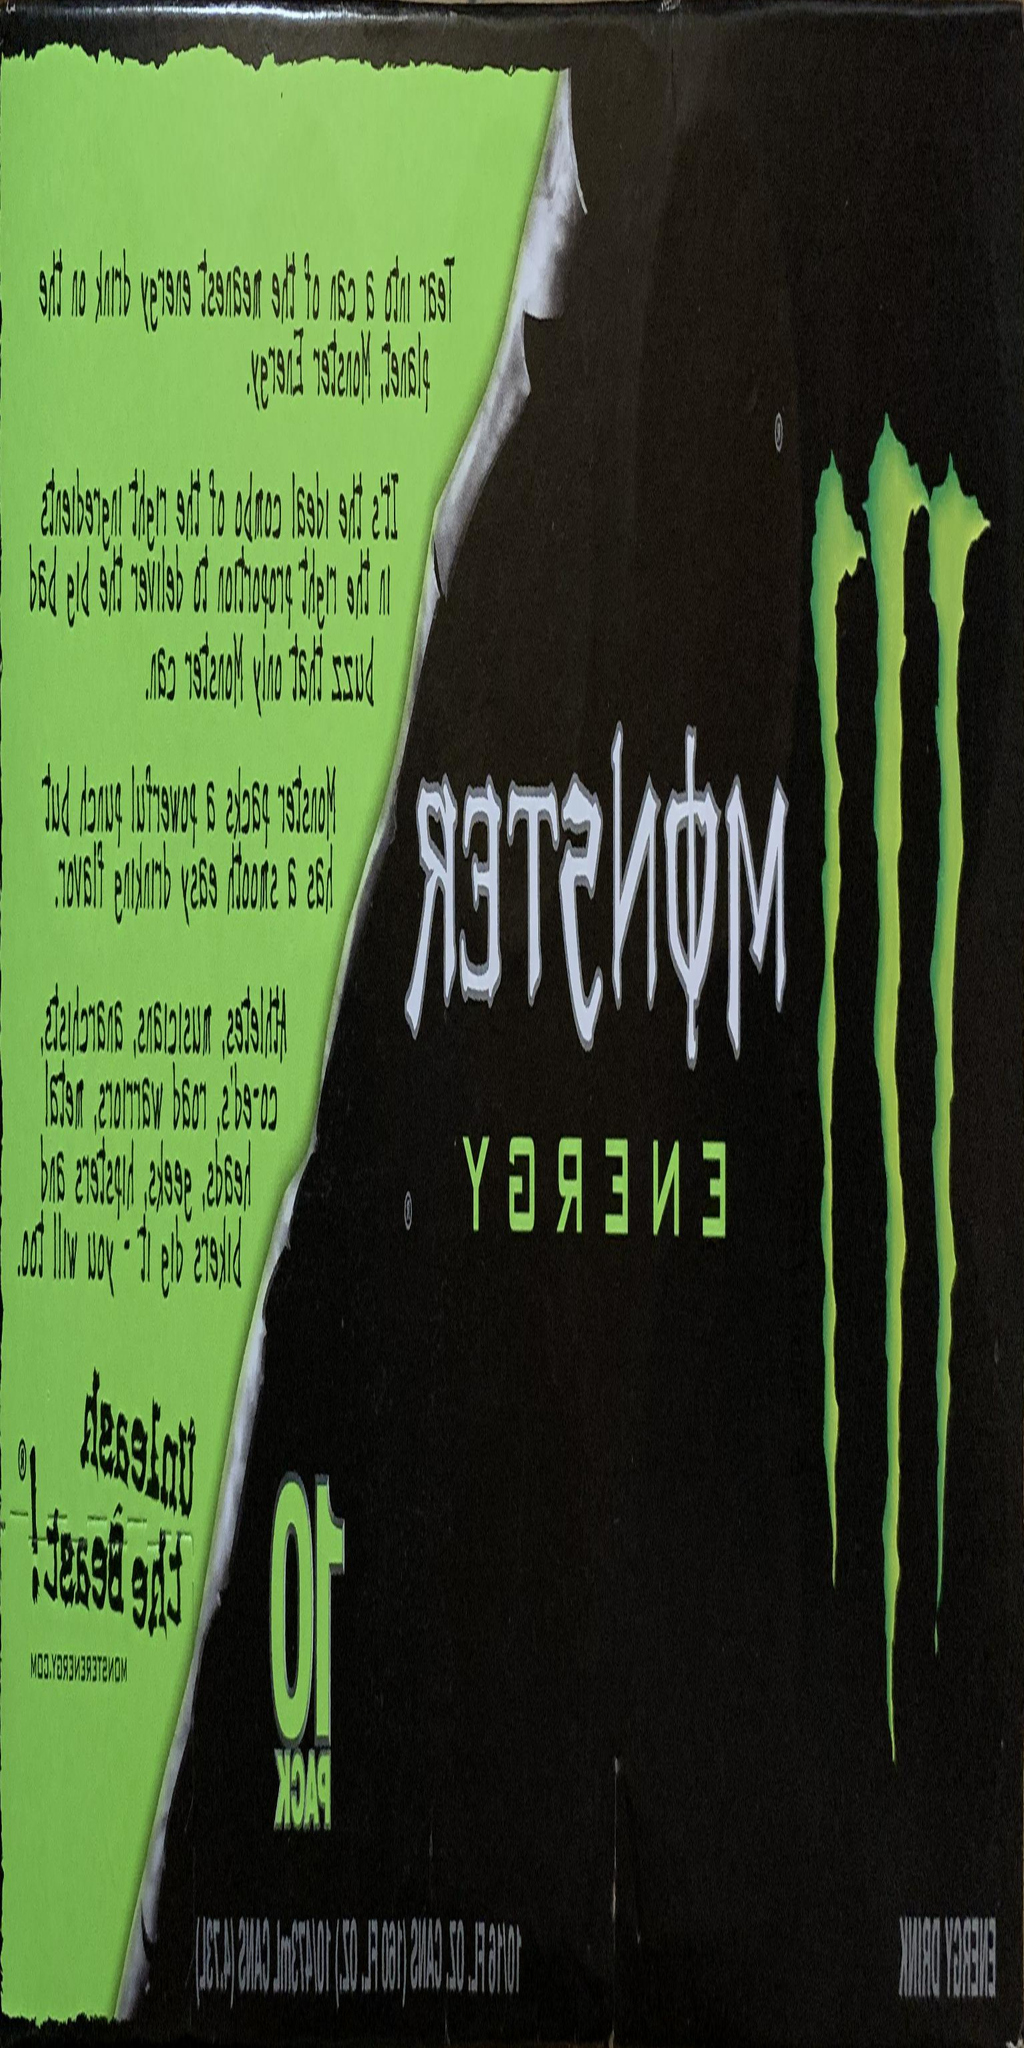 MONSTER
®
ENERGY
®
Tear into a can of the meanest energy drink on the
planet, Monster Energy.
It's the ideal combo of the right ingredients
in the right proportion to deliver the big bad
buzz that only Monster can.
Monster packs a powerful punch but
has a smooth easy drinking flavor.
Athletes, musicians, anarchists,
co-ed's, road warriors, metal
heads, geeks, hipsters and
bikers dig it - you will too.
Unleash
the Beast!®
MONSTERENERGY.COM
10
PACK
ENERGY DRINK
10/16 FL. OZ. CANS (160 FL. OZ.) 10/473mL CANS (4.73L)